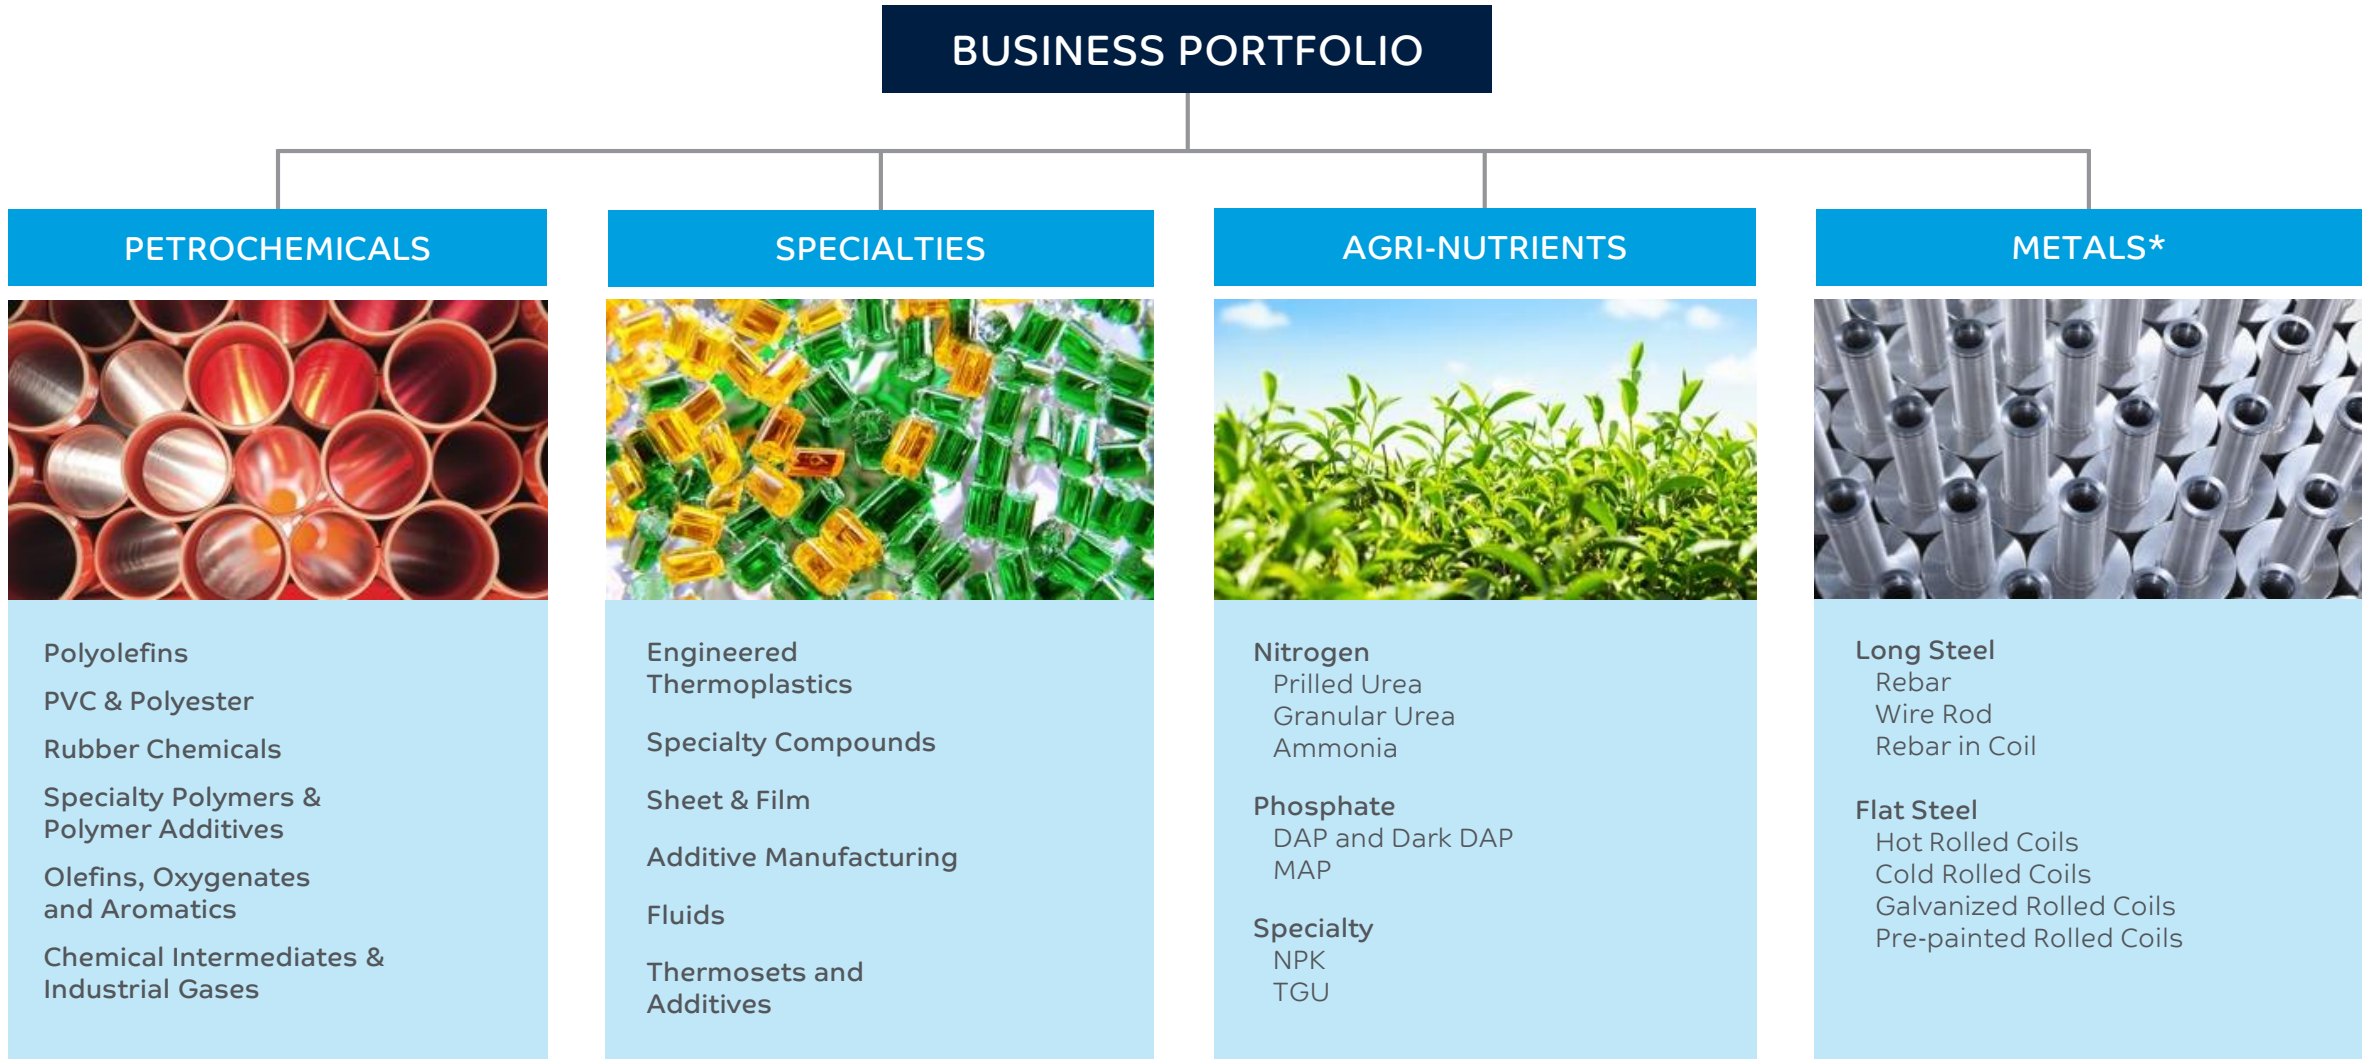 BUSINESS PORTFOLIO
PETROCHEMICALS
Polyolefins
PVC & Polyester
Rubber Chemicals
Specialty Polymers &
Polymer Additives
Olefins, Oxygenates
and Aromatics
Chemical Intermediates &
Industrial Gases
SPECIALTIES
Engineered
Thermoplastics
Specialty Compounds
Sheet & Film
Additive Manufacturing
Fluids
Thermosets and
Additives
AGRI-NUTRIENTS
Nitrogen
Prilled Urea
Granular Urea
Ammonia
Phosphate
DAP and Dark DAP
MAP
Specialty
NPK
TGU
METALS*
Long Steel
Rebar
Wire Rod
Rebar in Coil
Flat Steel
Hot Rolled Coils
Cold Rolled Coils
Galvanized Rolled Coils
Pre-painted Rolled Coils